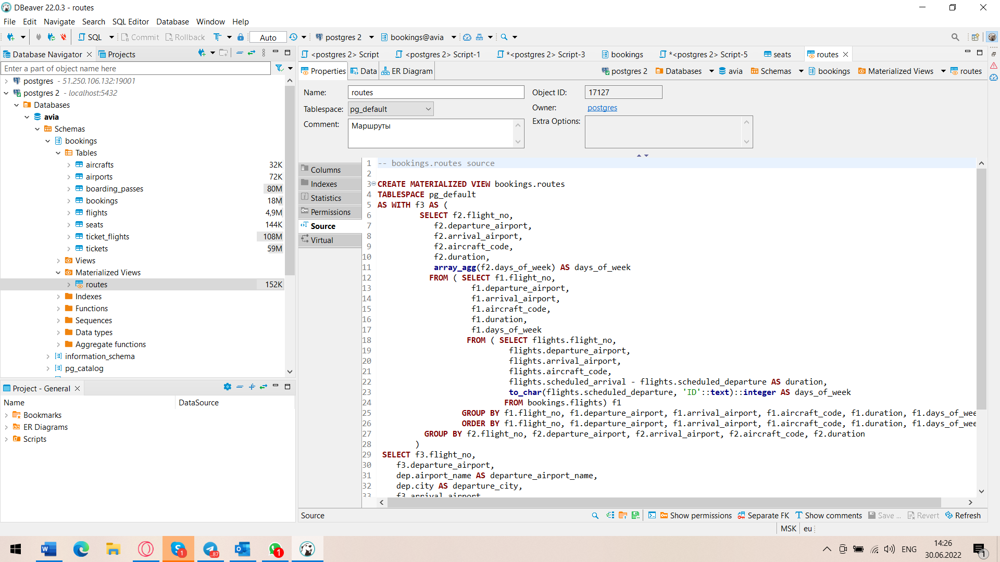 DBeaver 22.0.3 - routes
File Edit Navigate Search SQL Editor Database Window Help
SQL Commit Rollback Auto postgres 2 bookings@avia
Database Navigator Projects
Enter a part of object name here
postgres - 51.250.106.132:19001
postgres 2 - localhost:5432
Databases
avia
Schemas
bookings
Tables
aircrafts 32K
airports 72K
boarding_passes 80M
bookings 18M
flights 4,9M
seats 144K
ticket_flights 108M
tickets 59M
Views
Materialized Views
routes 152K
Indexes
Functions
Sequences
Data types
Aggregate functions
information_schema
pg_catalog
Project - General
Name DataSource
Bookmarks
ER Diagrams
Scripts
<postgres 2> Script <postgres 2> Script-1 *<postgres 2> Script-3 bookings *<postgres 2> Script-5 seats routes
Properties Data ER Diagram postgres 2 Databases avia Schemas bookings Materialized Views routes
Name: routes Object ID: 17127
Tablespace: pg_default Owner: postgres
Comment: Маршруты Extra Options:
Columns
Indexes
Statistics
Permissions
Source
Virtual
1 -- bookings.routes source
2
3 CREATE MATERIALIZED VIEW bookings.routes
4 TABLESPACE pg_default
5 AS WITH f3 AS (
6 SELECT f2.flight_no,
7 f2.departure_airport,
8 f2.arrival_airport,
9 f2.aircraft_code,
10 f2.duration,
11 array_agg(f2.days_of_week) AS days_of_week
12 FROM ( SELECT f1.flight_no,
13 f1.departure_airport,
14 f1.arrival_airport,
15 f1.aircraft_code,
16 f1.duration,
17 f1.days_of_week
18 FROM ( SELECT flights.flight_no,
19 flights.departure_airport,
20 flights.arrival_airport,
21 flights.aircraft_code,
22 flights.scheduled_arrival - flights.scheduled_departure AS duration,
23 to_char(flights.scheduled_departure, 'ID'::text)::integer AS days_of_week
24 FROM bookings.flights) f1
25 GROUP BY f1.flight_no, f1.departure_airport, f1.arrival_airport, f1.aircraft_code, f1.duration, f1.days_of_wee
26 ORDER BY f1.flight_no, f1.departure_airport, f1.arrival_airport, f1.aircraft_code, f1.duration, f1.days_of_wee
27 GROUP BY f2.flight_no, f2.departure_airport, f2.arrival_airport, f2.aircraft_code, f2.duration
28 )
29 SELECT f3.flight_no,
30 f3.departure_airport,
31 dep.airport_name AS departure_airport_name,
32 dep.city AS departure_city,
33 f3.arrival_airport
Source Show permissions Separate FK Show comments Save ... Revert Refresh
MSK eu
1 ..87 1 ENG 14:26
30.06.2022 1